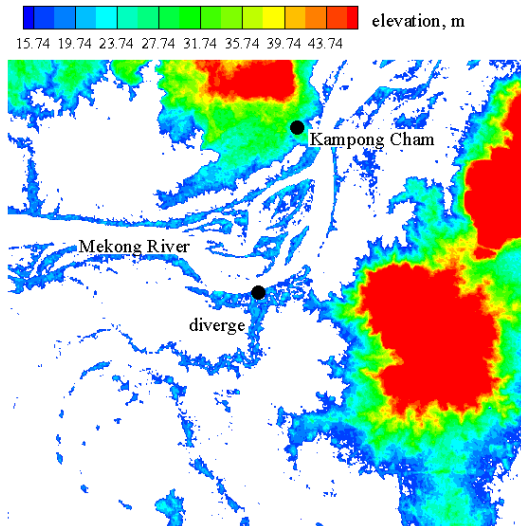 elevation, m
15.74 19.74 23.74 27.74 31.74 35.74 39.74 43.74
Kampong Cham
Mekong River
diverge